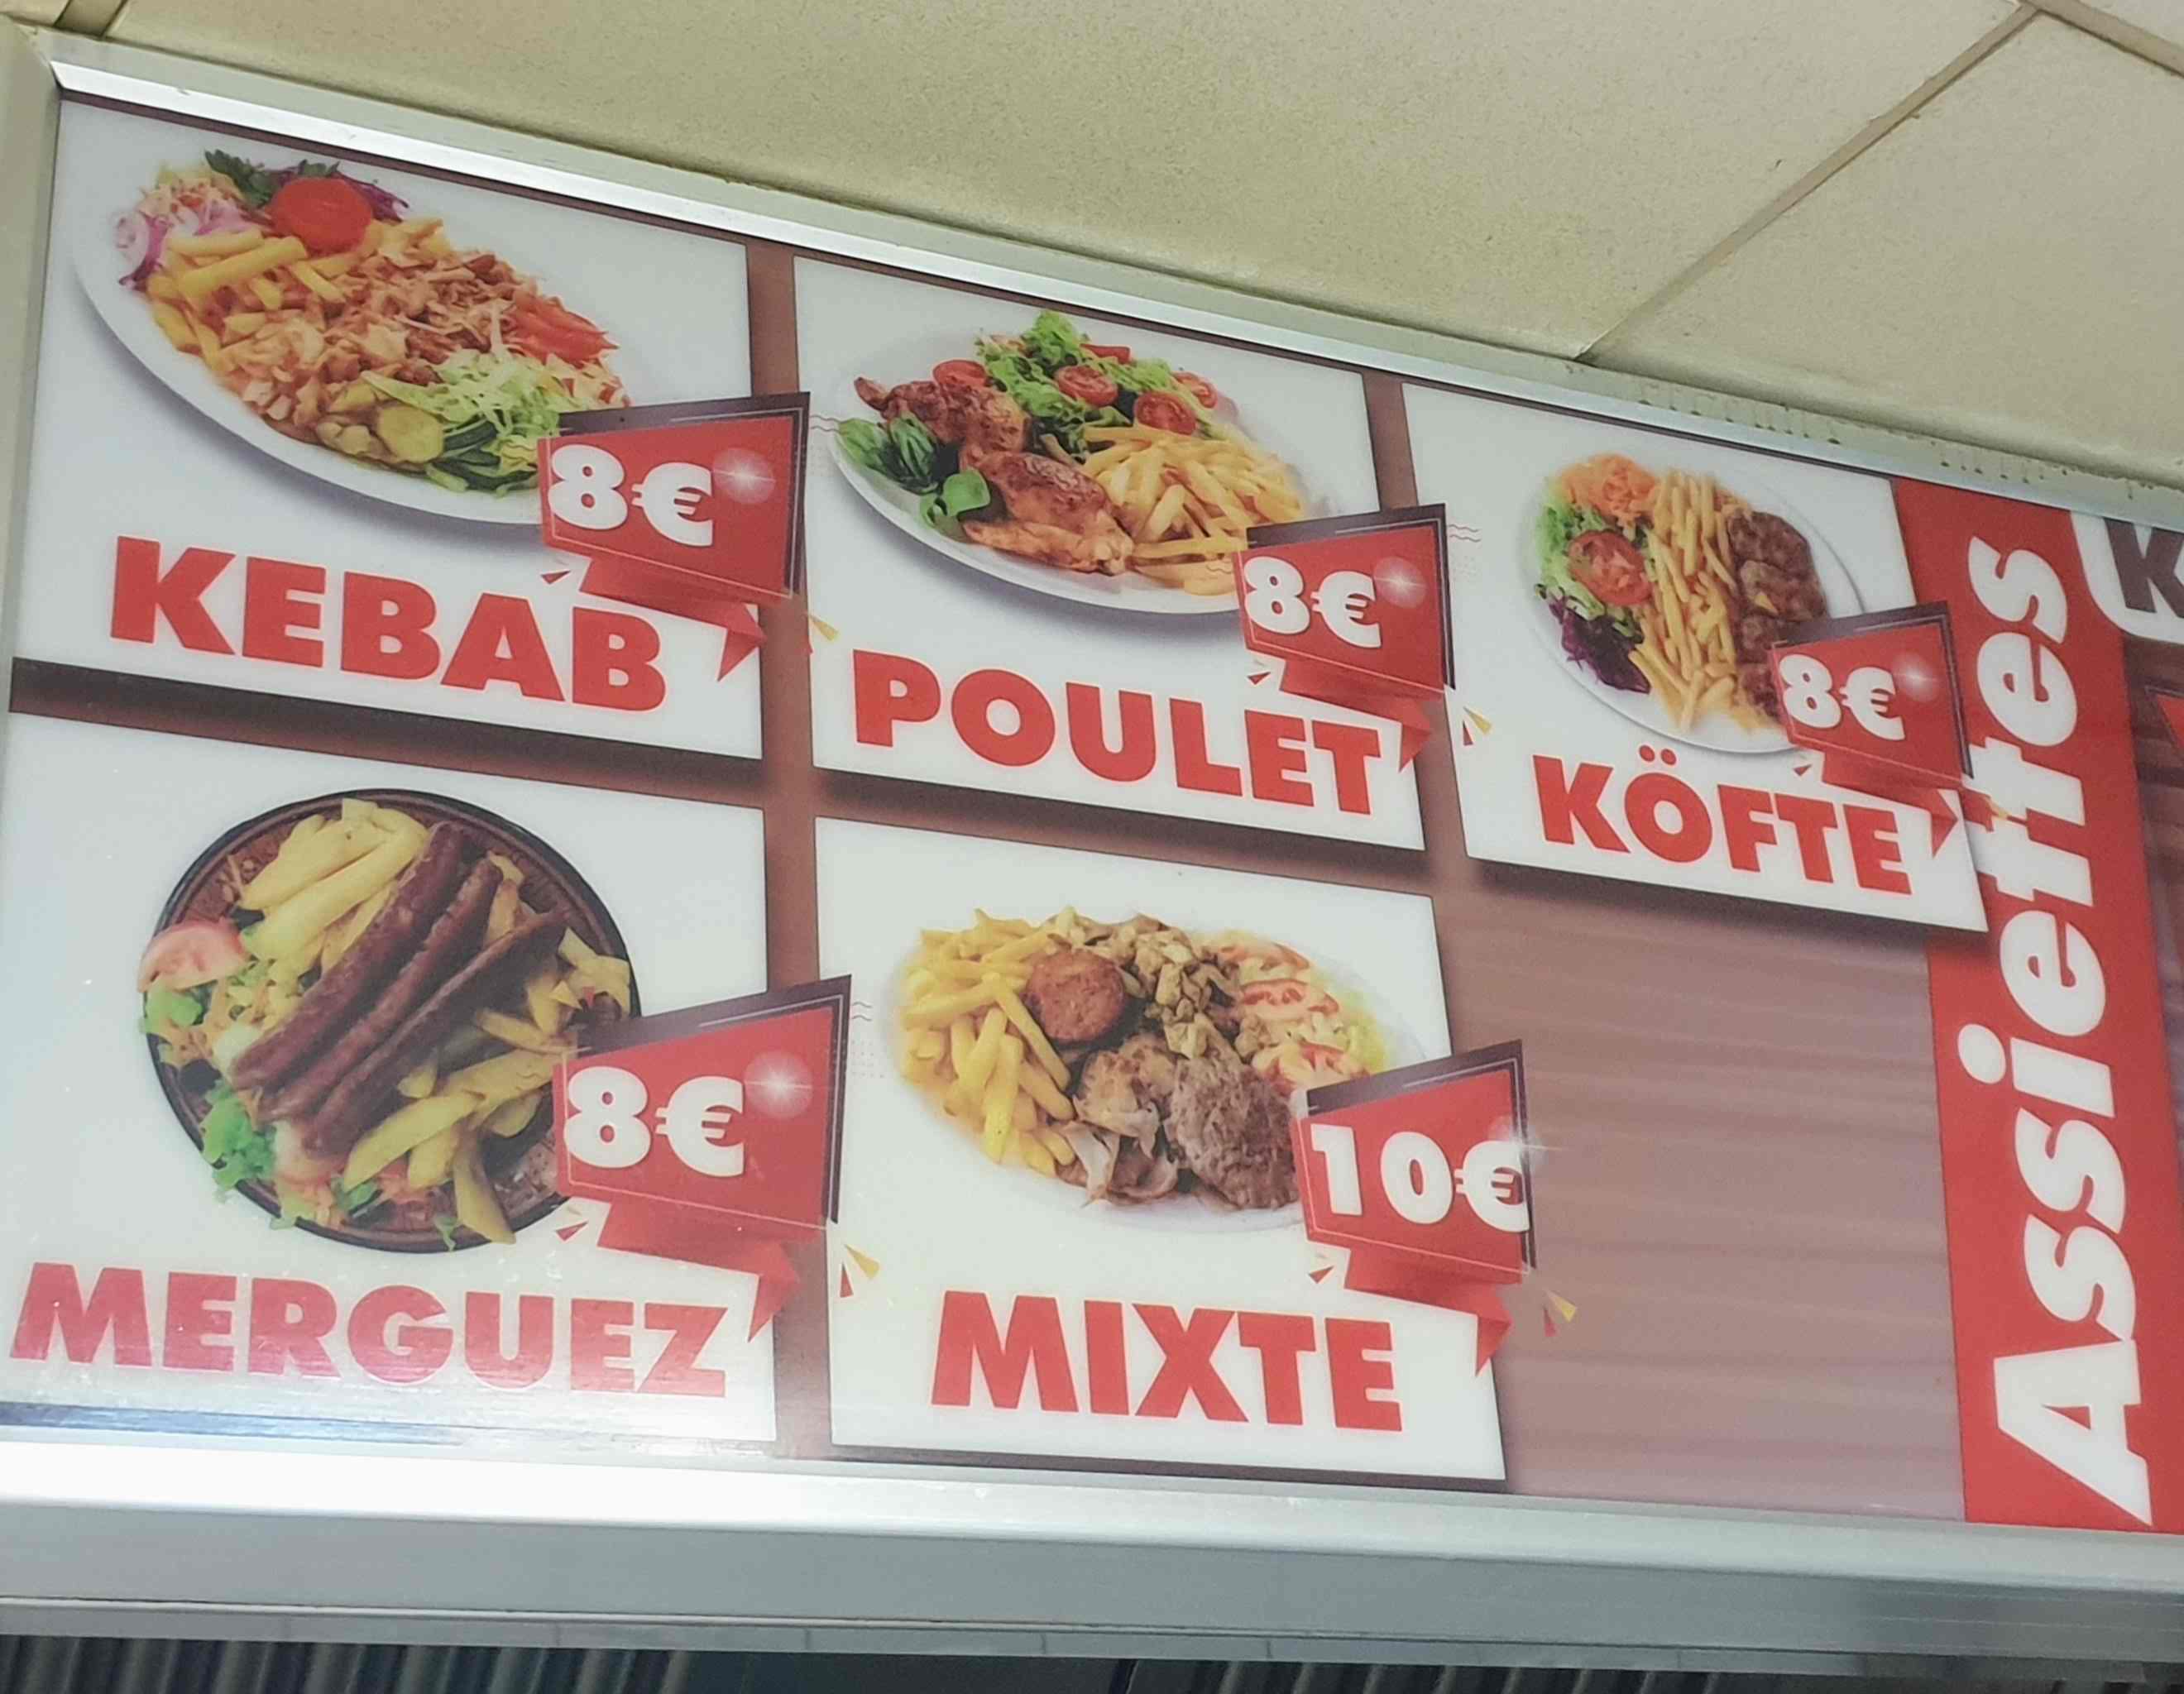 8€
KEBAB
8€
POULET
8€
KÖFTE
8€
MERGUEZ
10€
MIXTE
Assiettes
K